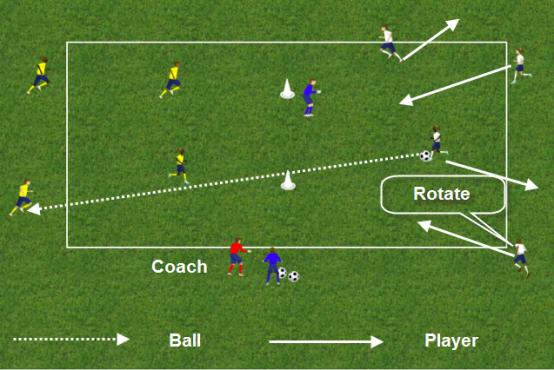 Rotate
Coach
Ball
Player